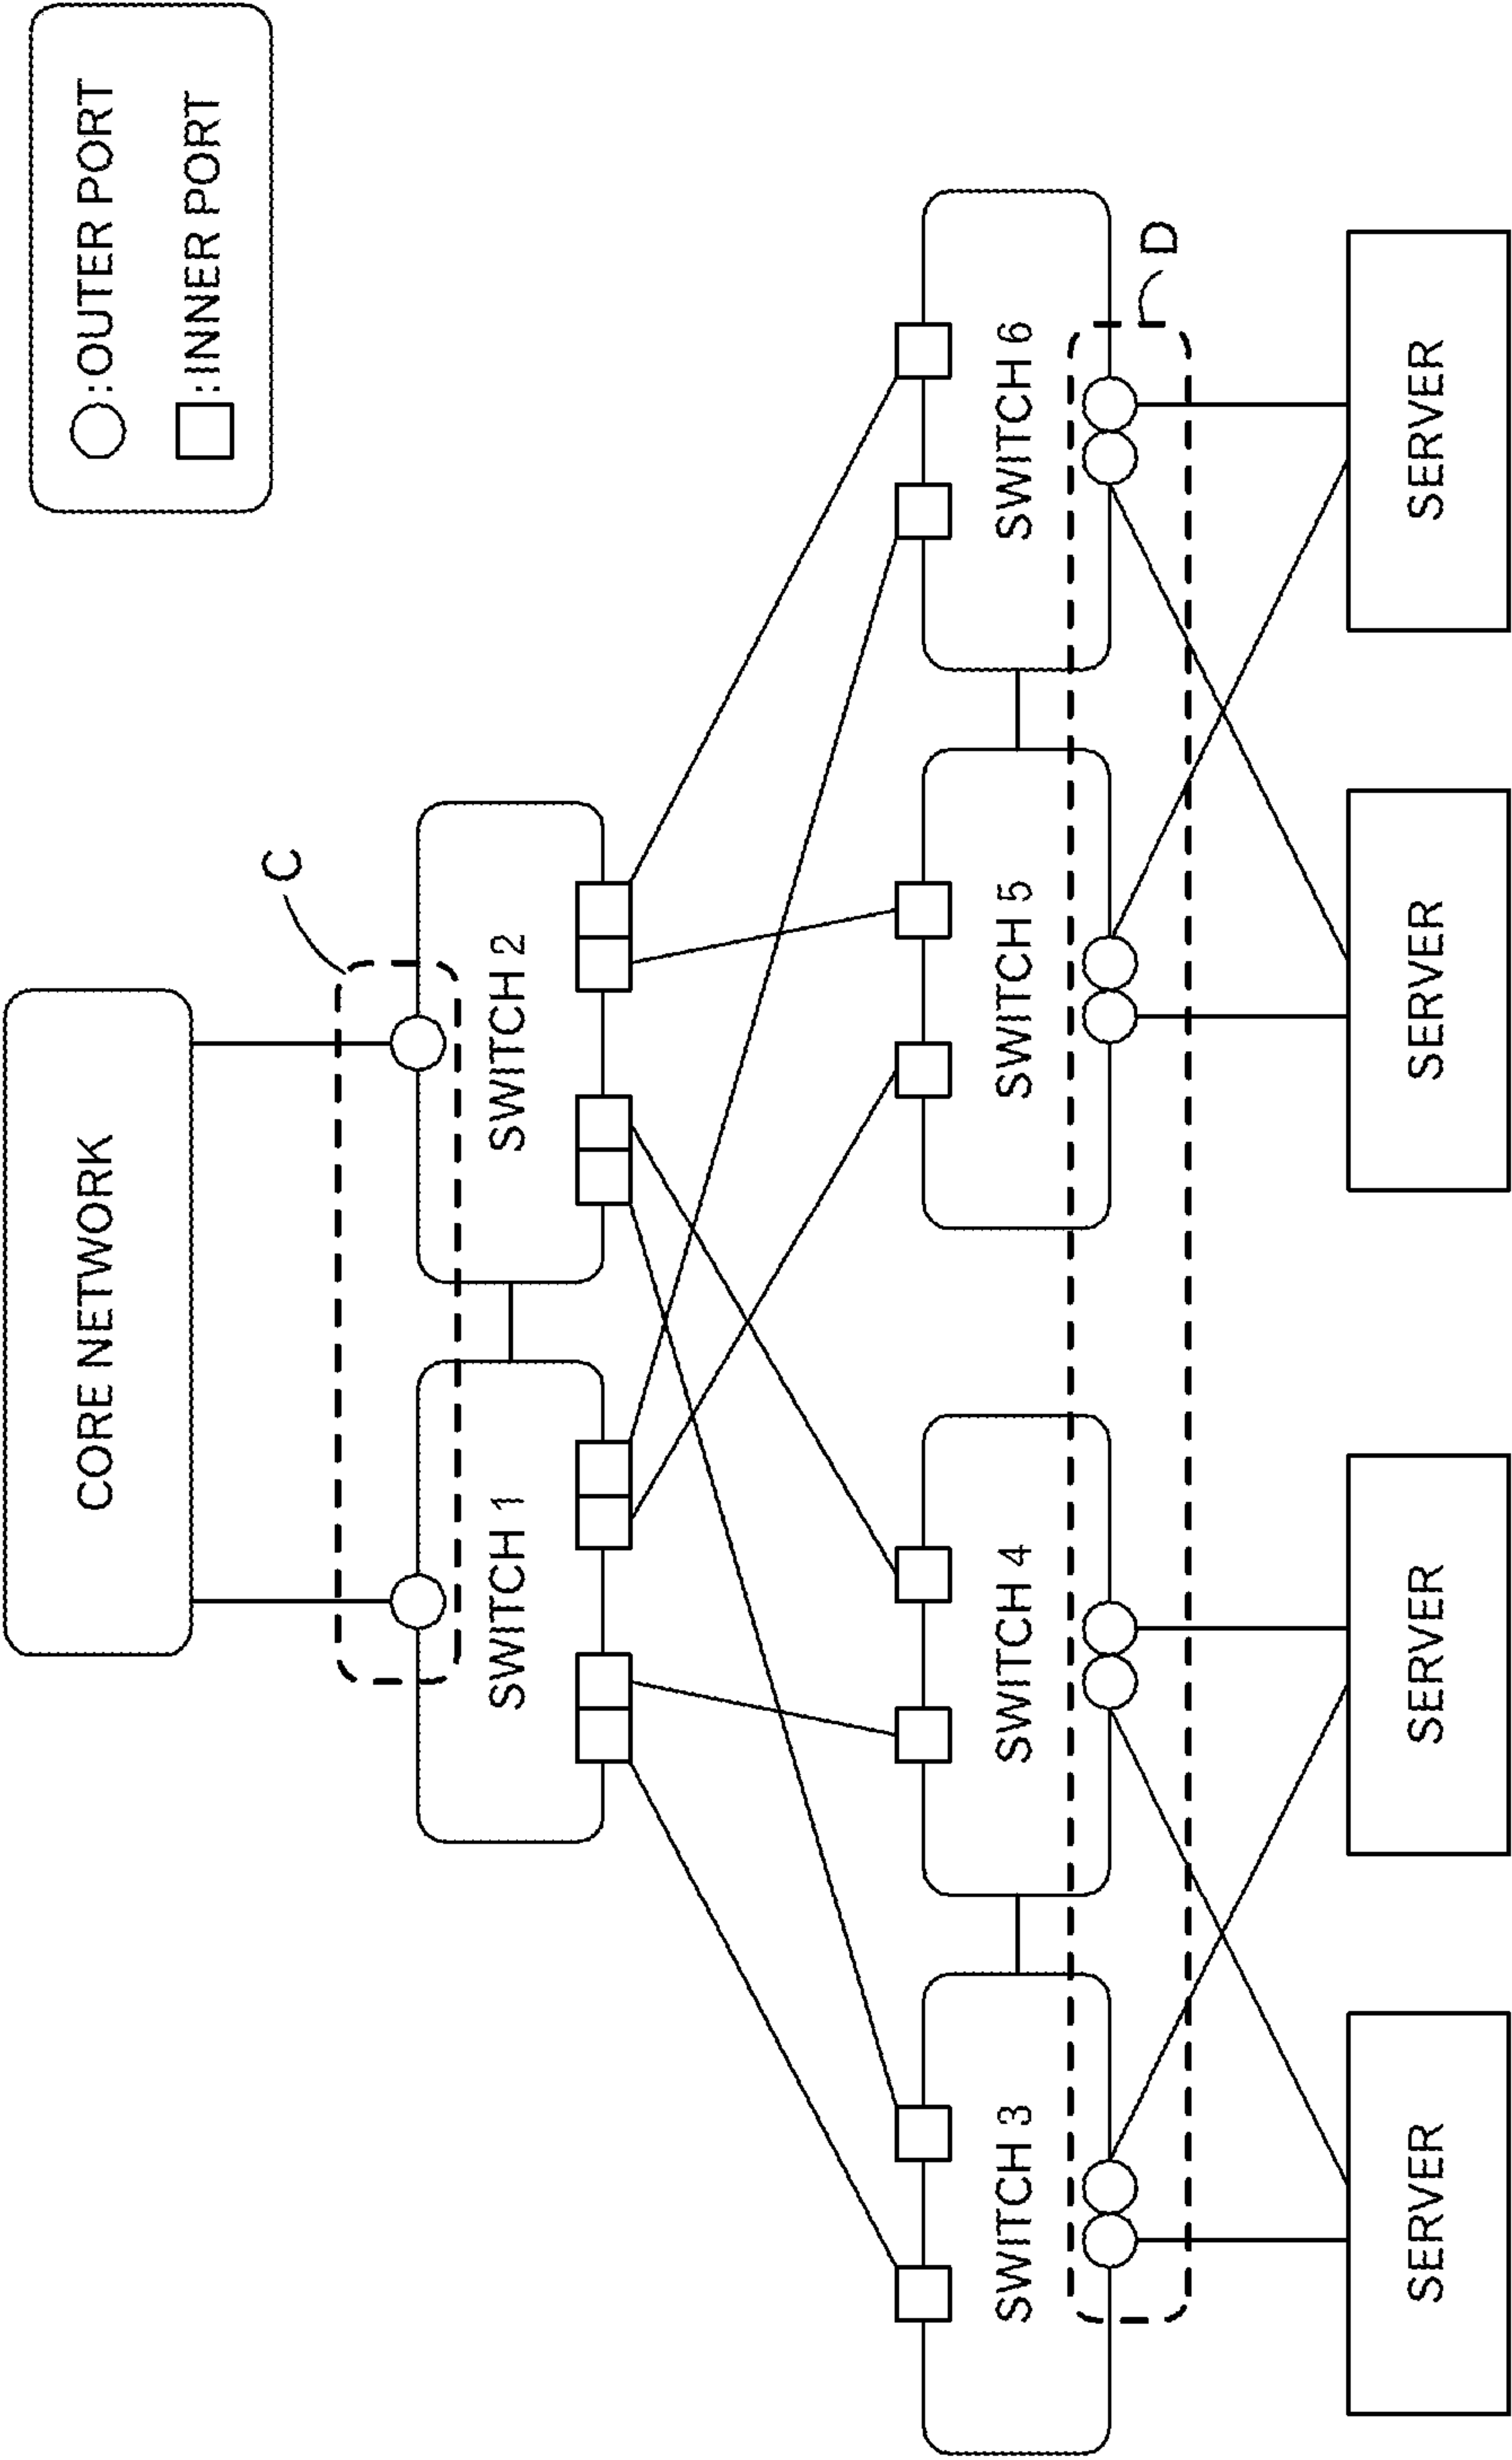 ○:OUTER PORT
□:INNER PORT
CORE NETWORK
C
SWITCH 1
SWITCH 2
SWITCH 3
SWITCH 4
SWITCH 5
SWITCH 6
D
SERVER
SERVER
SERVER
SERVER